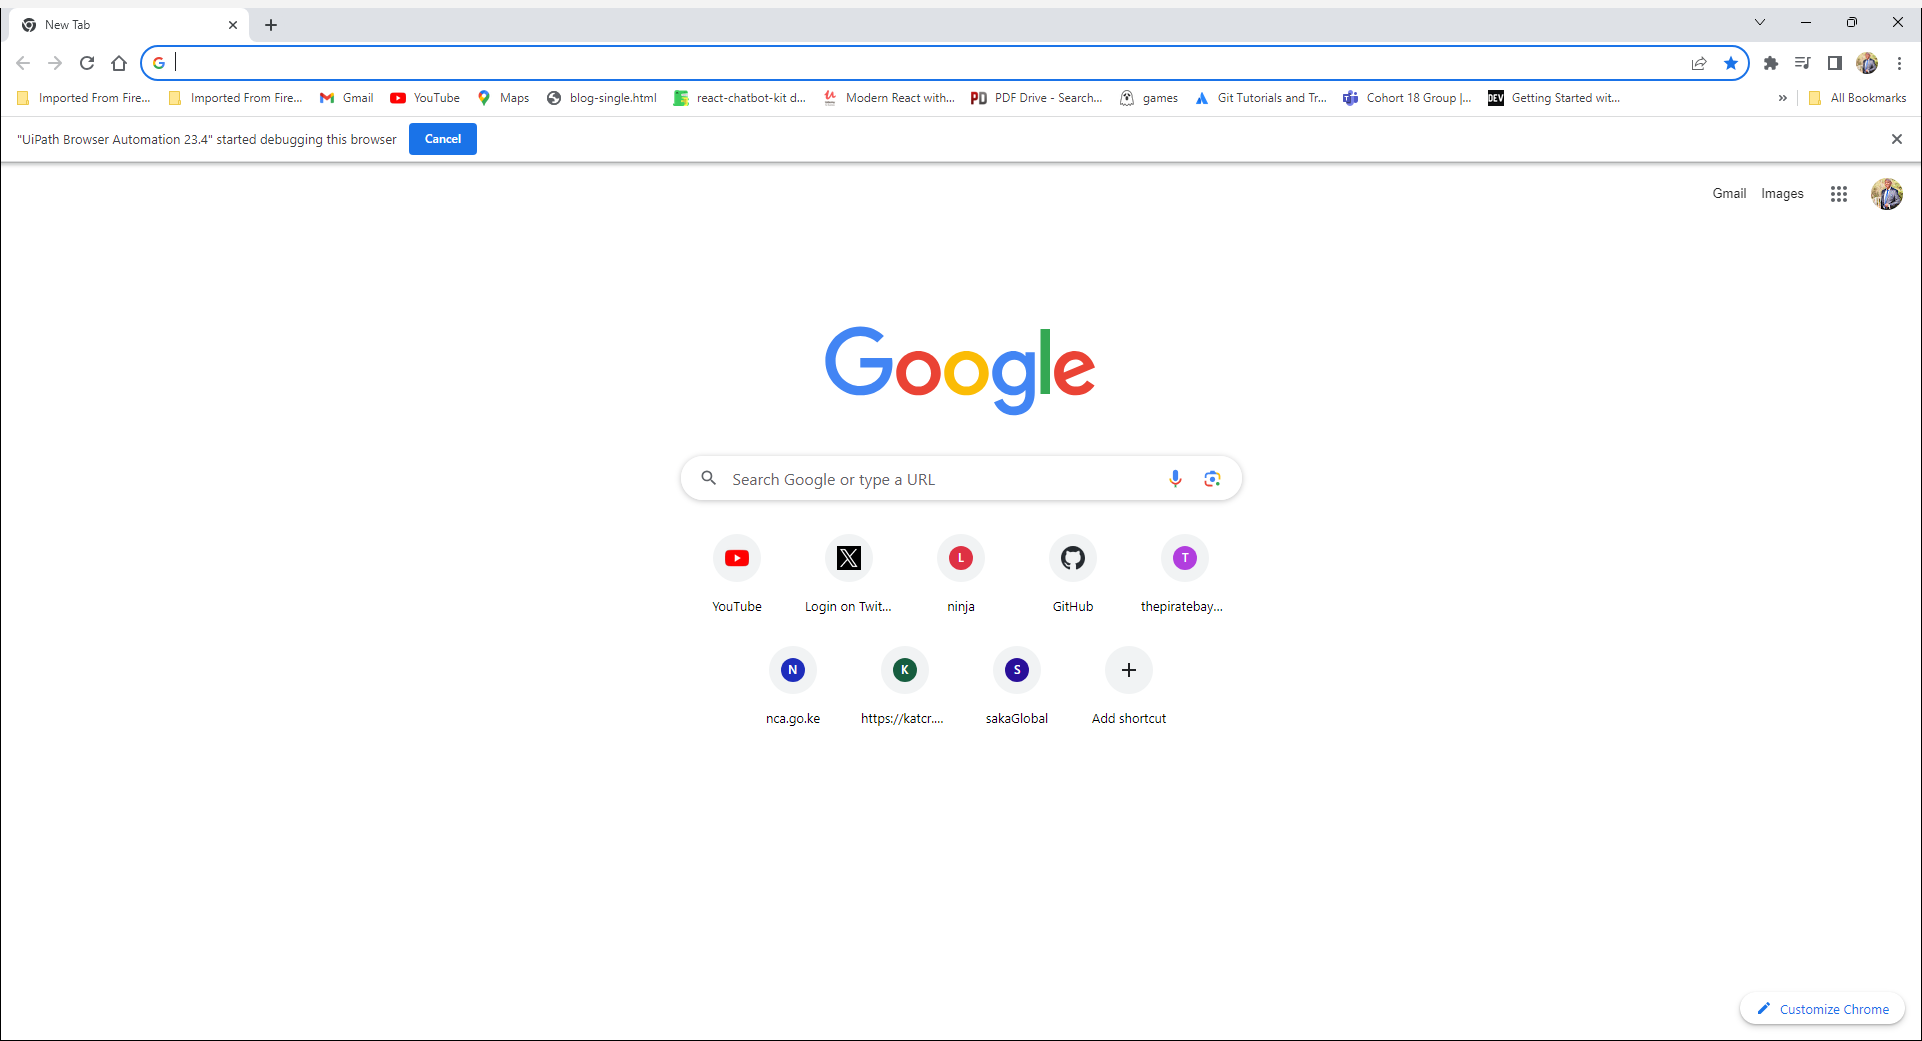 New Tab
Imported From Fire... Imported From Fire... Gmail YouTube Maps blog-single.html react-chatbot-kit d... Modern React with... PDF Drive - Search... games Git Tutorials and Tr... Cohort 18 Group |... DEV Getting Started wit... » All Bookmarks
"UiPath Browser Automation 23.4" started debugging this browser Cancel
Gmail Images
Google
Search Google or type a URL
L T
YouTube Login on Twit... ninja GitHub thepiratebay...
N K S
nca.go.ke https://katcr.... sakaGlobal Add shortcut
Customize Chrome